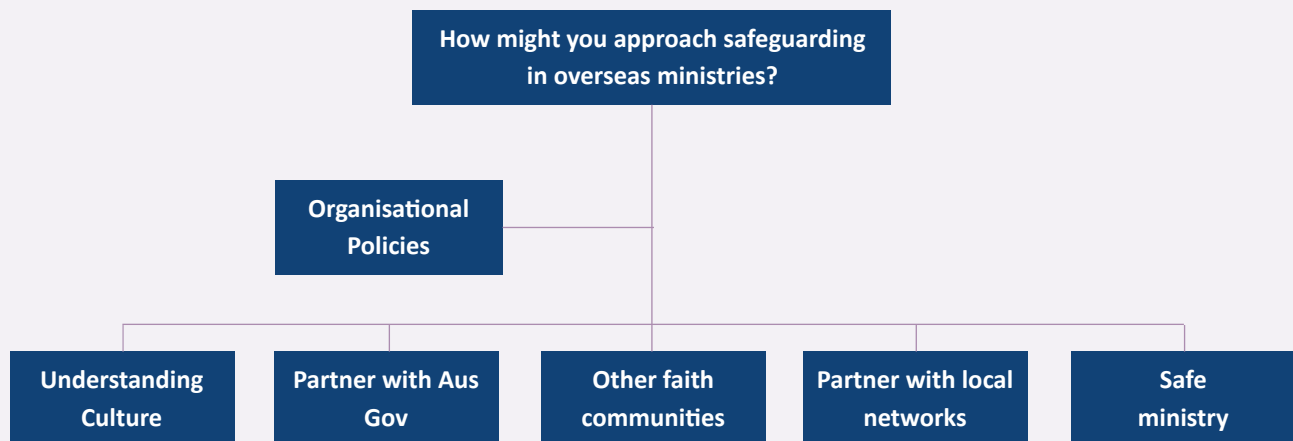 How might you approach safeguarding
in overseas ministries?
Organisational
Policies
Understanding
Culture
Partner with Aus
Gov
Other faith
communities
Partner with local
networks
Safe
ministry